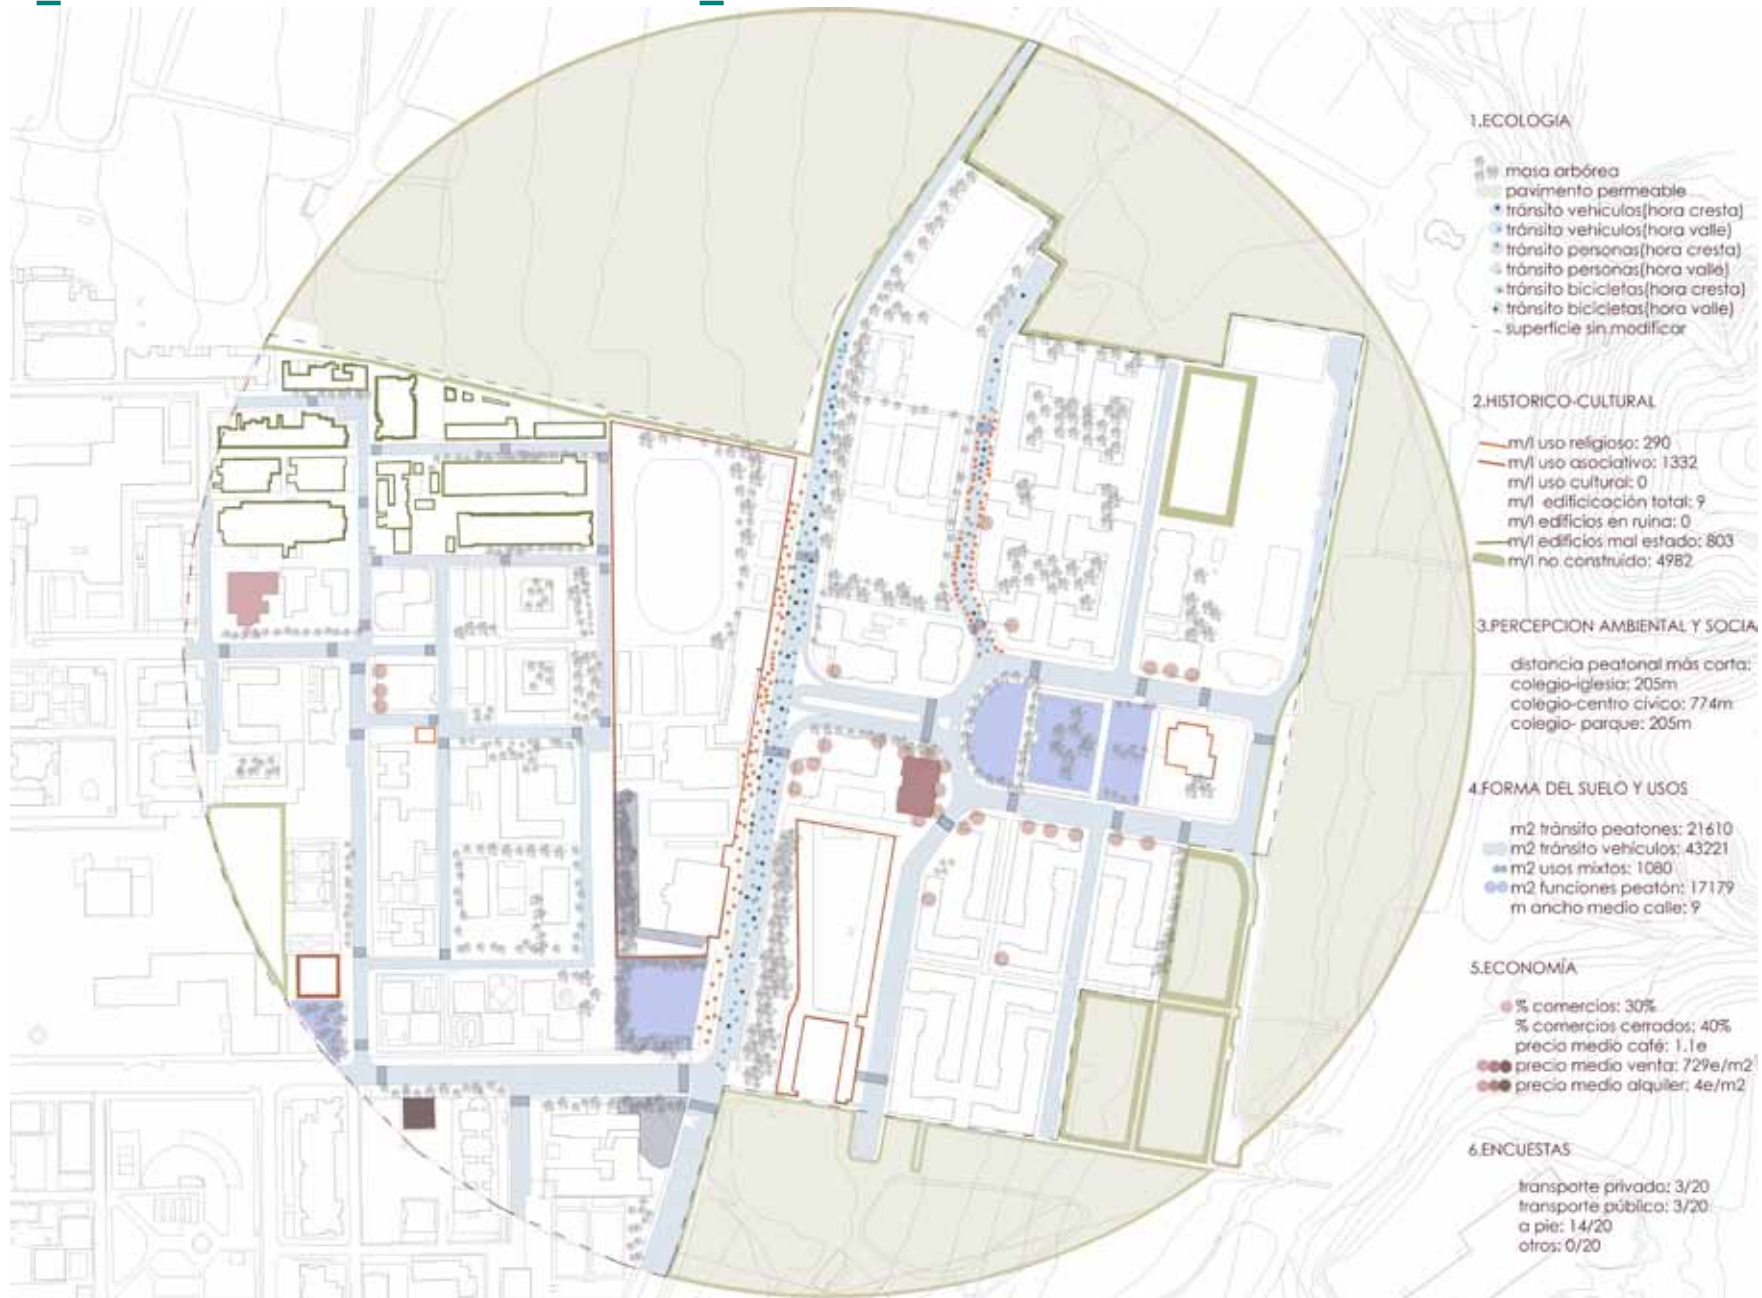 1.ECOLOGIA
masa arbórea
pavimento permeable
tránsito vehículos(hora cresta)
tránsito vehículos(hora valle)
tránsito personas(hora cresta)
tránsito personas(hora valle)
tránsito bicicletas(hora cresta)
tránsito bicicletas(hora valle)
superficie sin modificar
2.HISTORICO-CULTURAL
m/l uso religioso: 290
m/l uso asociativo: 1332
m/l uso cultural: 0
m/l edificicación total: 9
m/l edificios en ruina: 0
m/l edificios mal estado: 803
m/l no construido: 4982
3.PERCEPCION AMBIENTAL Y SOCIA
distancia peatonal más corta:
colegio-iglesia: 205m
colegio-centro cívico: 774m
colegio- parque: 205m
4.FORMA DEL SUELO Y USOS
m2 tránsito peatones: 21610
m2 tránsito vehículos: 43221
m2 usos mixtos: 1080
m2 funciones peatón: 17179
m ancho medio calle: 9
5.ECONOMÍA
% comercios: 30%
% comercios cerrados: 40%
precio medio café: 1.1e
precio medio venta: 729e/m2
precio medio alquiler: 4e/m2
6.ENCUESTAS
transporte privado: 3/20
transporte público: 3/20
a pie: 14/20
otros: 0/20